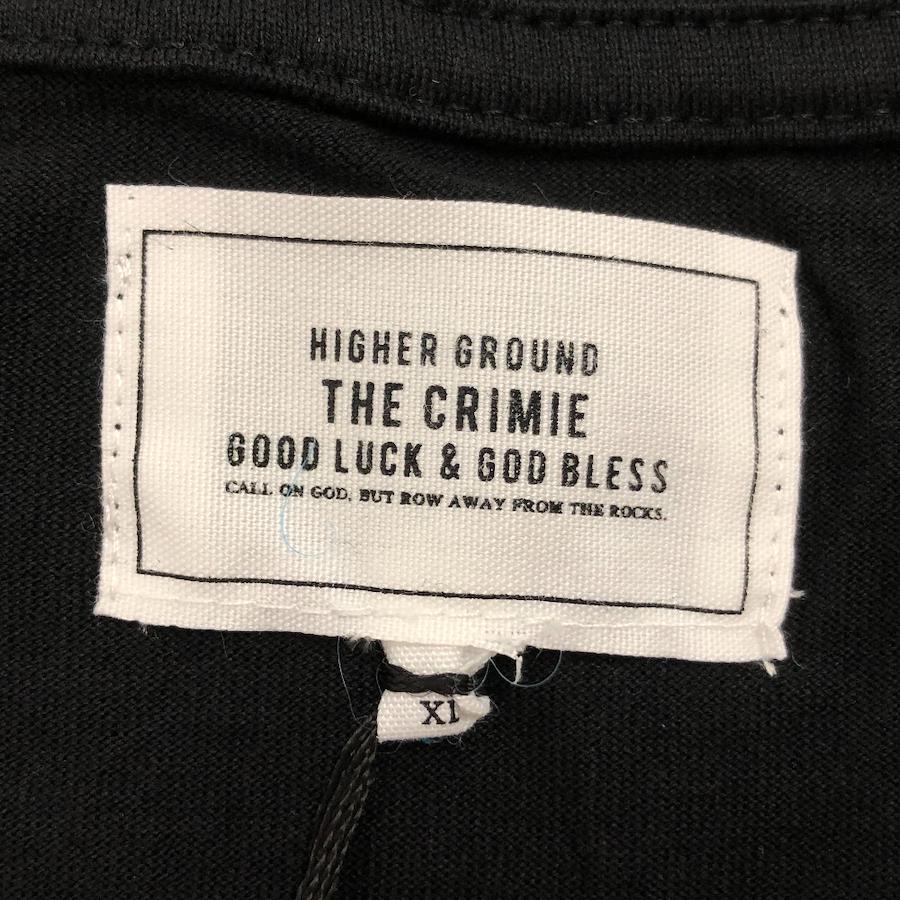 HIGHER GROUND
THE CRIMIE
GOOD LUCK & GOD BLESS
CALL ON GOD, BUT ROW AWAY FROM THE ROCKS.
XL